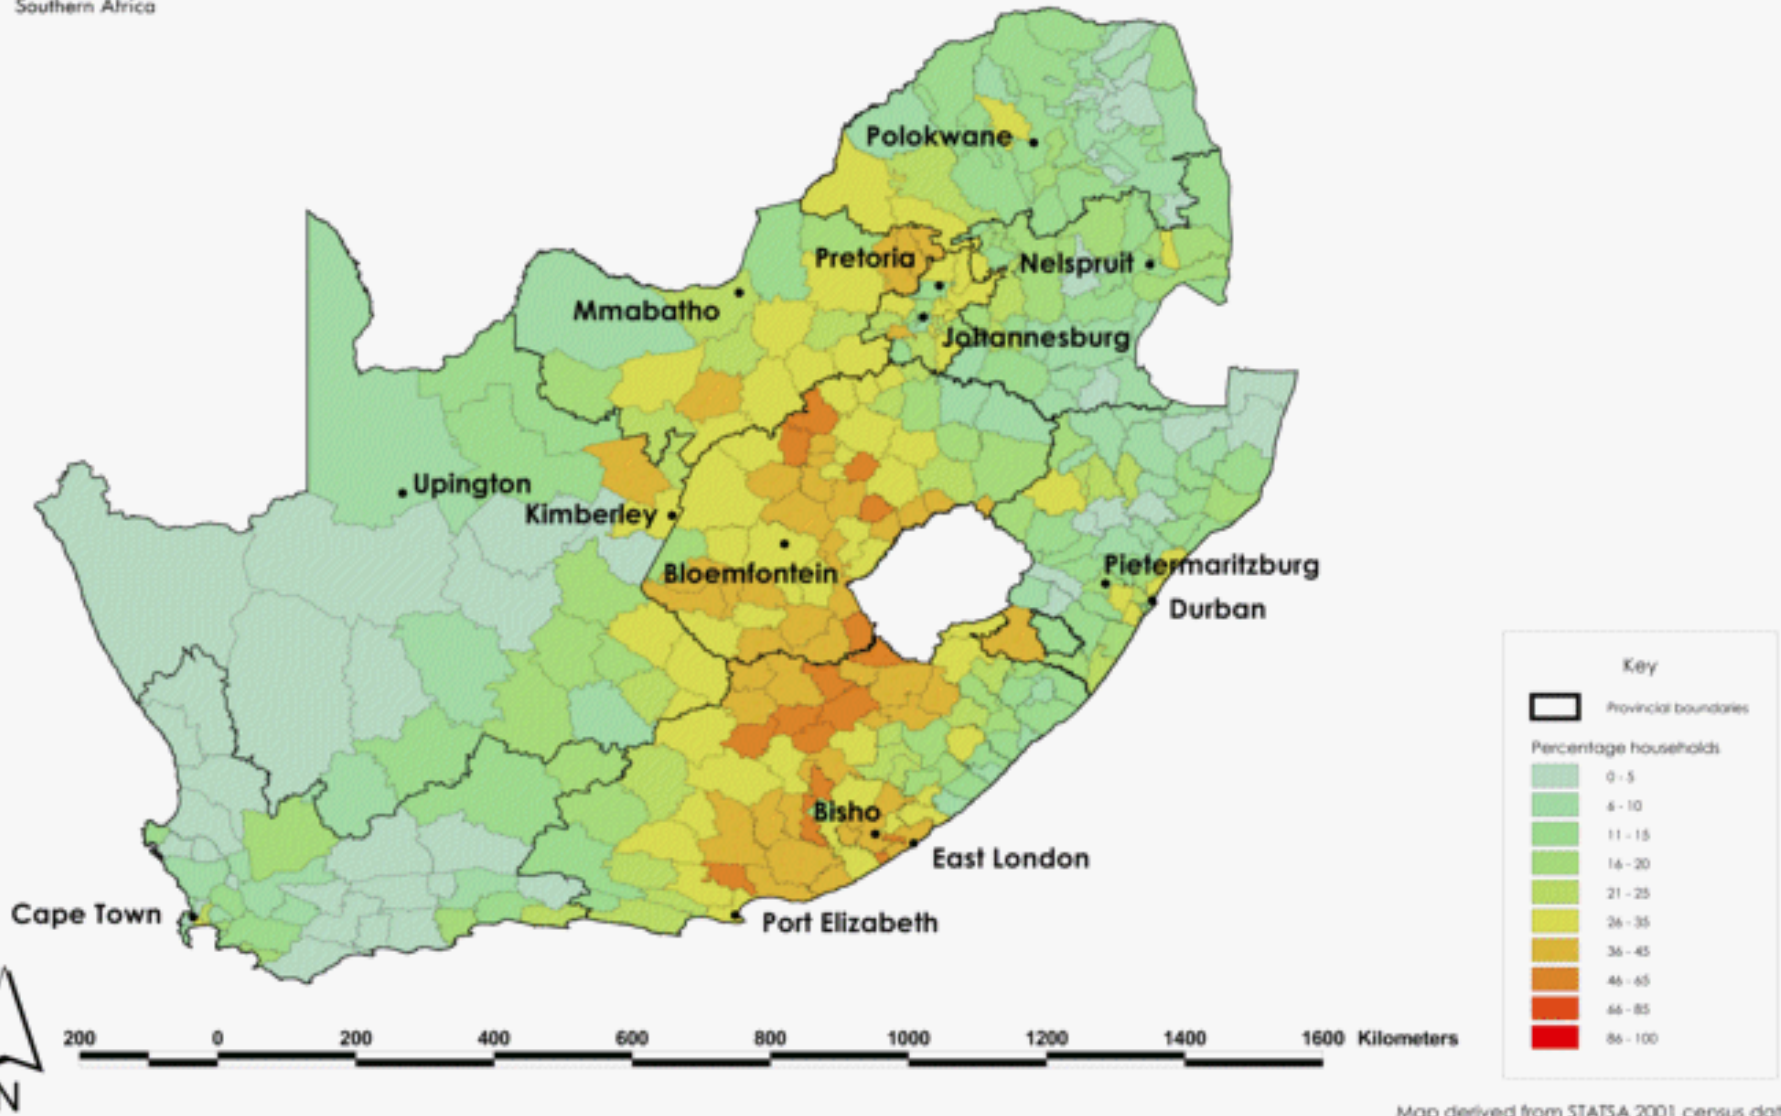 Southern Africa
Polokwane
Pretoria
Nelspruit
Mmabatho
Johannesburg
Upington
Kimberley
Bloemfontein
Pietermaritzburg
Durban
Bisho
East London
Cape Town
Port Elizabeth
Key
Provincial boundaries
Percentage households
0 - 5
6 - 10
11 - 15
16 - 20
21 - 25
26 - 35
36 - 45
46 - 65
66 - 85
86 - 100
200 0 200 400 600 800 1000 1200 1400 1600 Kilometers
N
Map derived from STATSA 2001 census dat